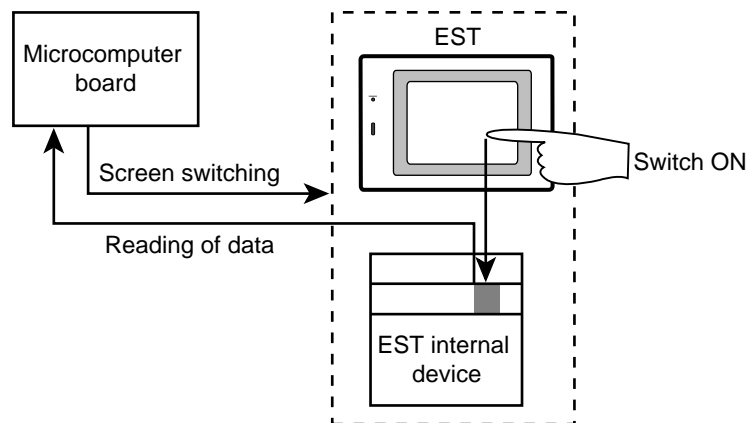 Microcomputer
board
EST
Switch ON
Screen switching
Reading of data
EST internal
device